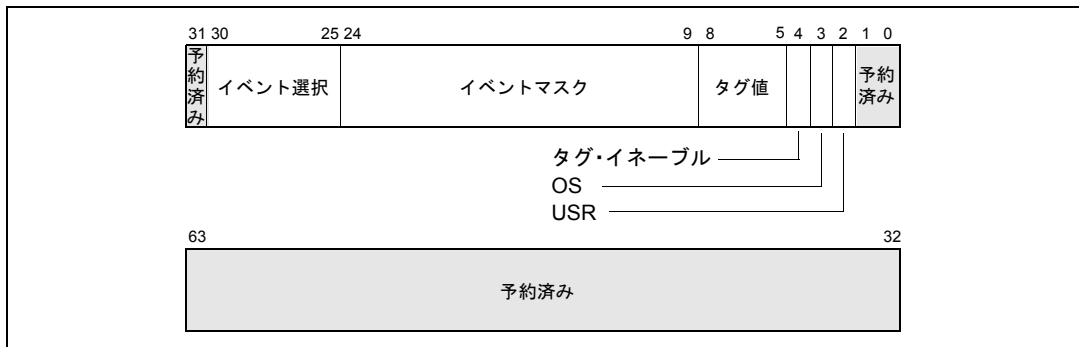 31 30 25 24 9 8 5 4 3 2 1 0
予約済み イベント選択 イベントマスク タグ値 予約済み
タグ・イネーブル
OS
USR
63 32
予約済み